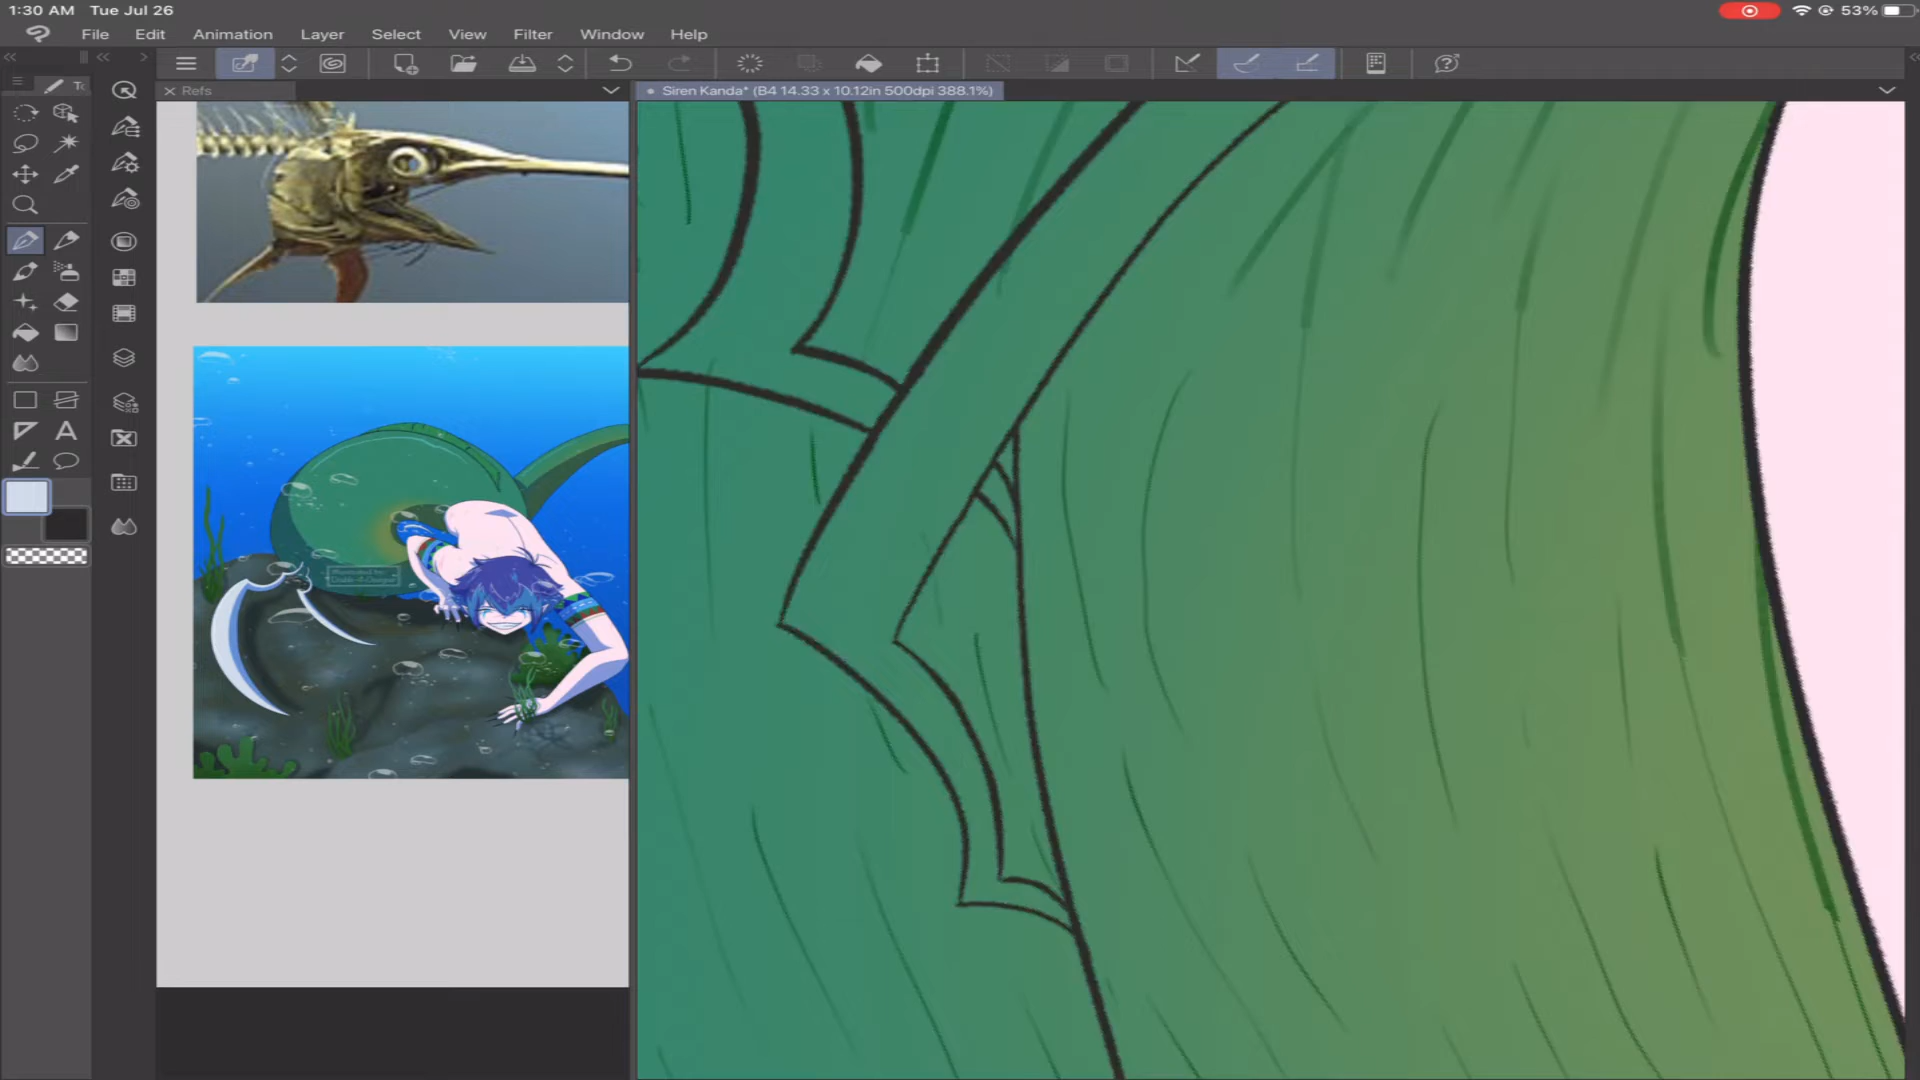 1:30 AM Tue Jul 26
53%
File Edit Animation Layer Select View Filter Window Help
Refs
Siren Kanda* (B4 14.33 x 10.12in 500dpi 388.1%)